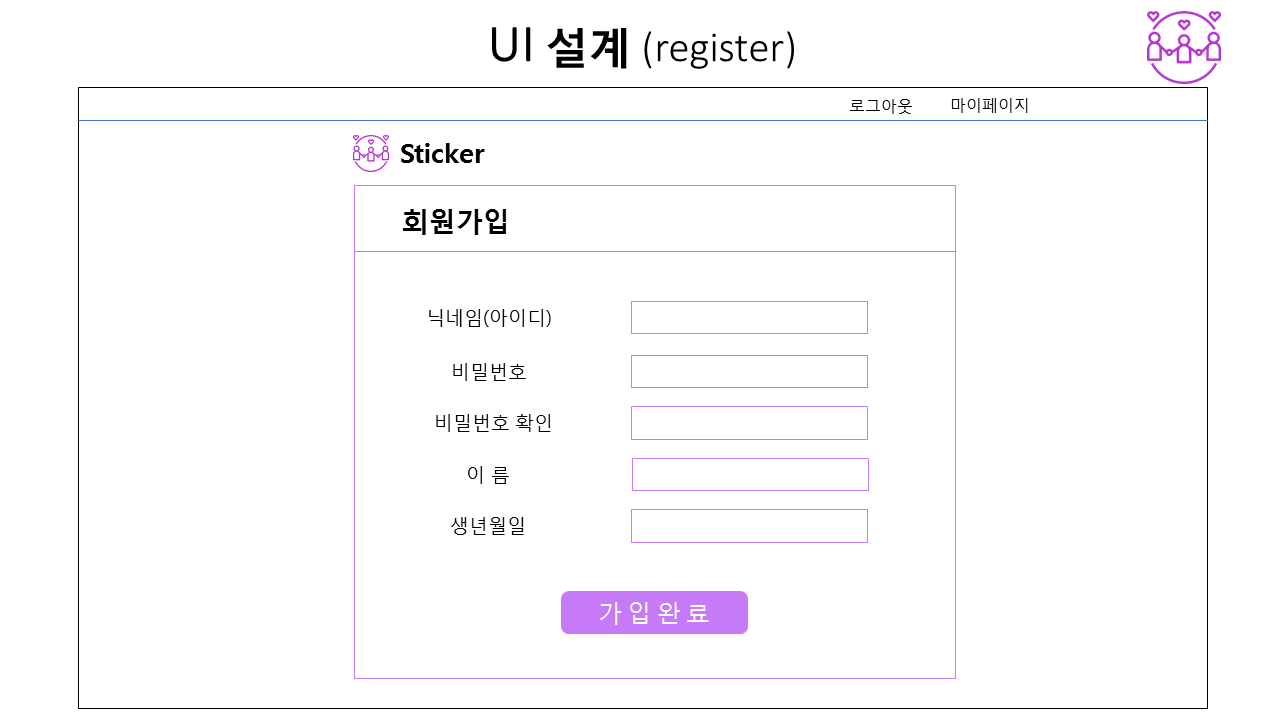 UI 설계 (register)
로그아웃 마이페이지
Sticker
회원가입
닉네임(아이디)
비밀번호
비밀번호 확인
이 름
생년월일
가 입 완 료